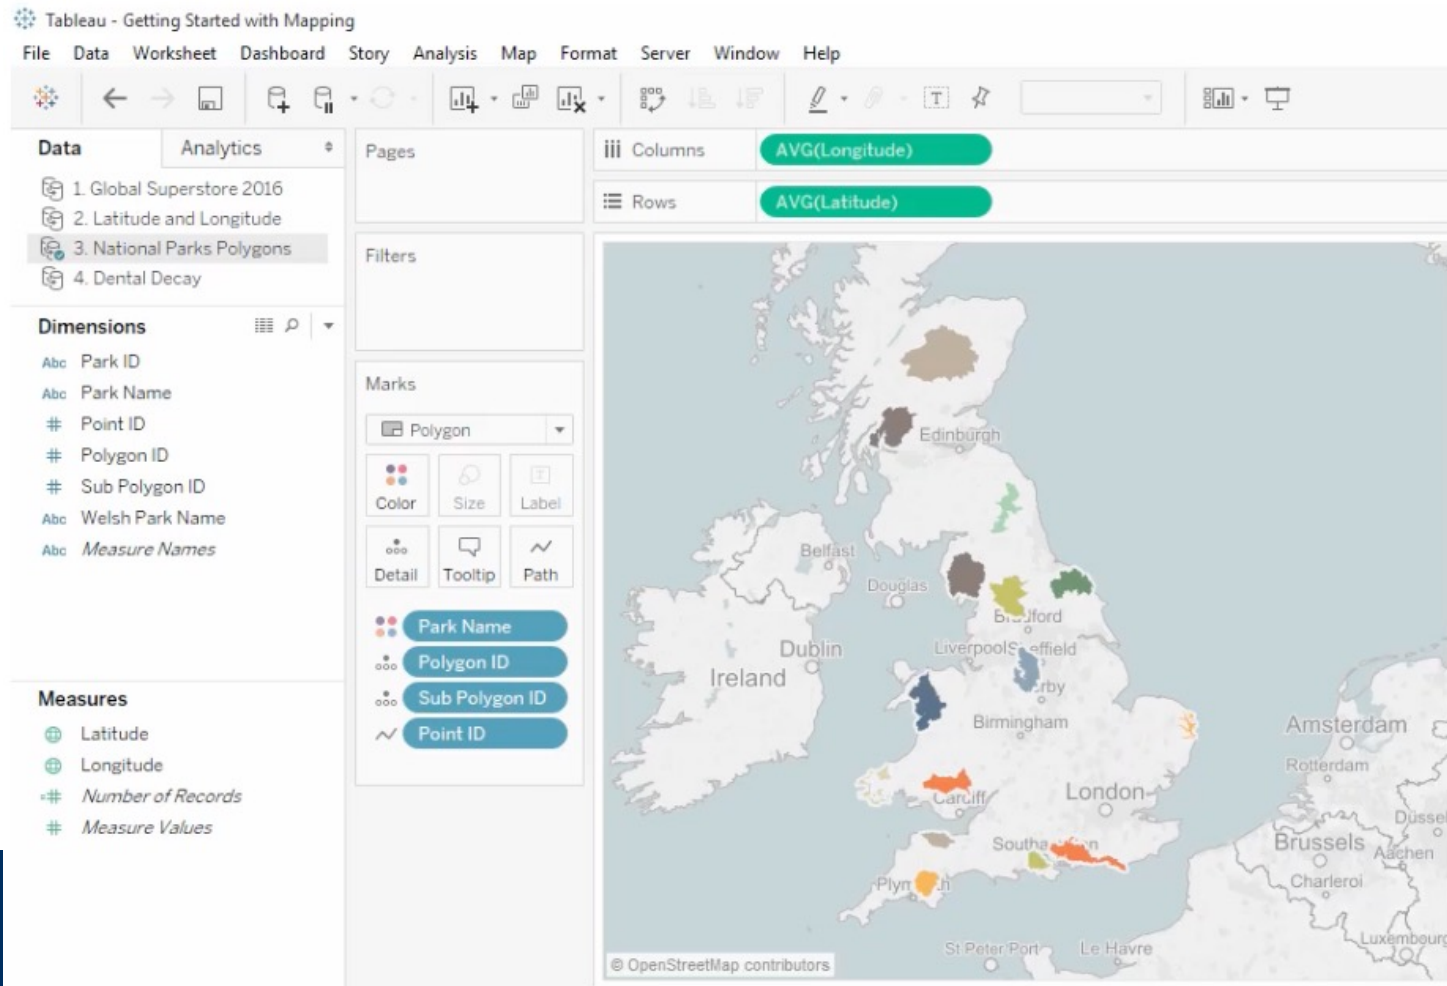 Tableau - Getting Started with Mapping
File Data Worksheet Dashboard Story Analysis Map Format Server Window Help
Data Analytics
1. Global Superstore 2016
2. Latitude and Longitude
3. National Parks Polygons
4. Dental Decay
Dimensions
Abc Park ID
Abc Park Name
# Point ID
# Polygon ID
# Sub Polygon ID
Abc Welsh Park Name
Abc Measure Names
Measures
Latitude
Longitude
=# Number of Records
# Measure Values
Pages
Filters
Marks
Polygon
Color Size Label
Detail Tooltip Path
Park Name
Polygon ID
Sub Polygon ID
Point ID
Columns AVG(Longitude)
Rows AVG(Latitude)
Edinburgh
Belfast
Douglas
Dublin
Liverpool
Ireland
Birmingham
Amsterdam
Rotterdam
Cardiff
London
Brussels
Aachen
Charleroi
St Peter Port Le Havre
© OpenStreetMap contributors